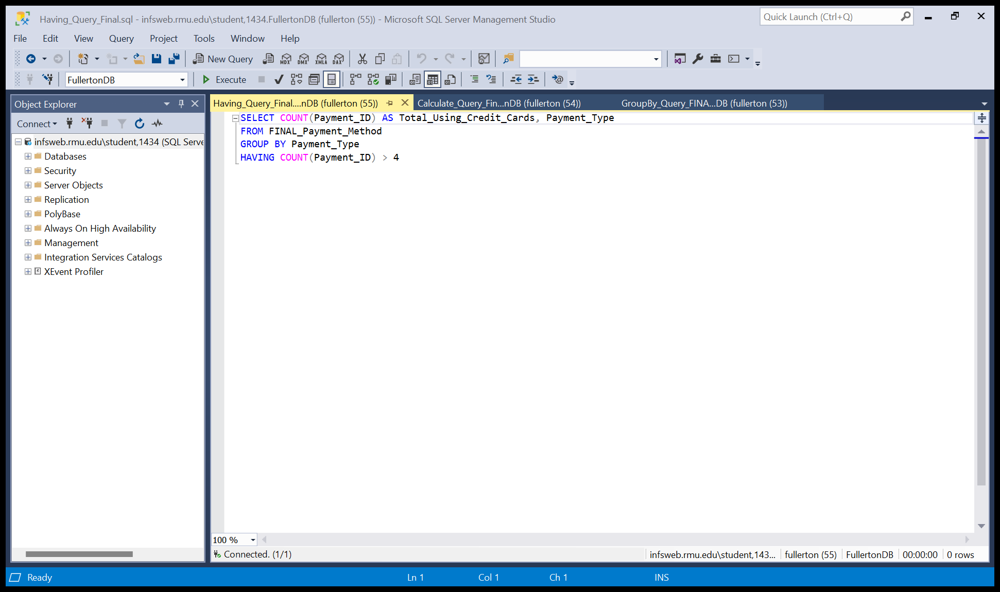 Having_Query_Final.sql - infsweb.rmu.edu\student,1434.FullertonDB (fullerton (55)) - Microsoft SQL Server Management Studio
Quick Launch (Ctrl+Q)
File Edit View Query Project Tools Window Help
New Query MDX DMX XMLA DAX
FullertonDB Execute
Object Explorer
Having_Query_Final....nDB (fullerton (55)) Calculate_Query_Fin...nDB (fullerton (54)) GroupBy_Query_FINA...DB (fullerton (53))
Connect
infsweb.rmu.edu\student,1434 (SQL Serve
Databases
Security
Server Objects
Replication
PolyBase
Always On High Availability
Management
Integration Services Catalogs
XEvent Profiler
SELECT COUNT(Payment_ID) AS Total_Using_Credit_Cards, Payment_Type
FROM FINAL_Payment_Method
GROUP BY Payment_Type
HAVING COUNT(Payment_ID) > 4
100 %
Connected. (1/1) infsweb.rmu.edu\student,143... fullerton (55) FullertonDB 00:00:00 0 rows
Ready Ln 1 Col 1 Ch 1 INS